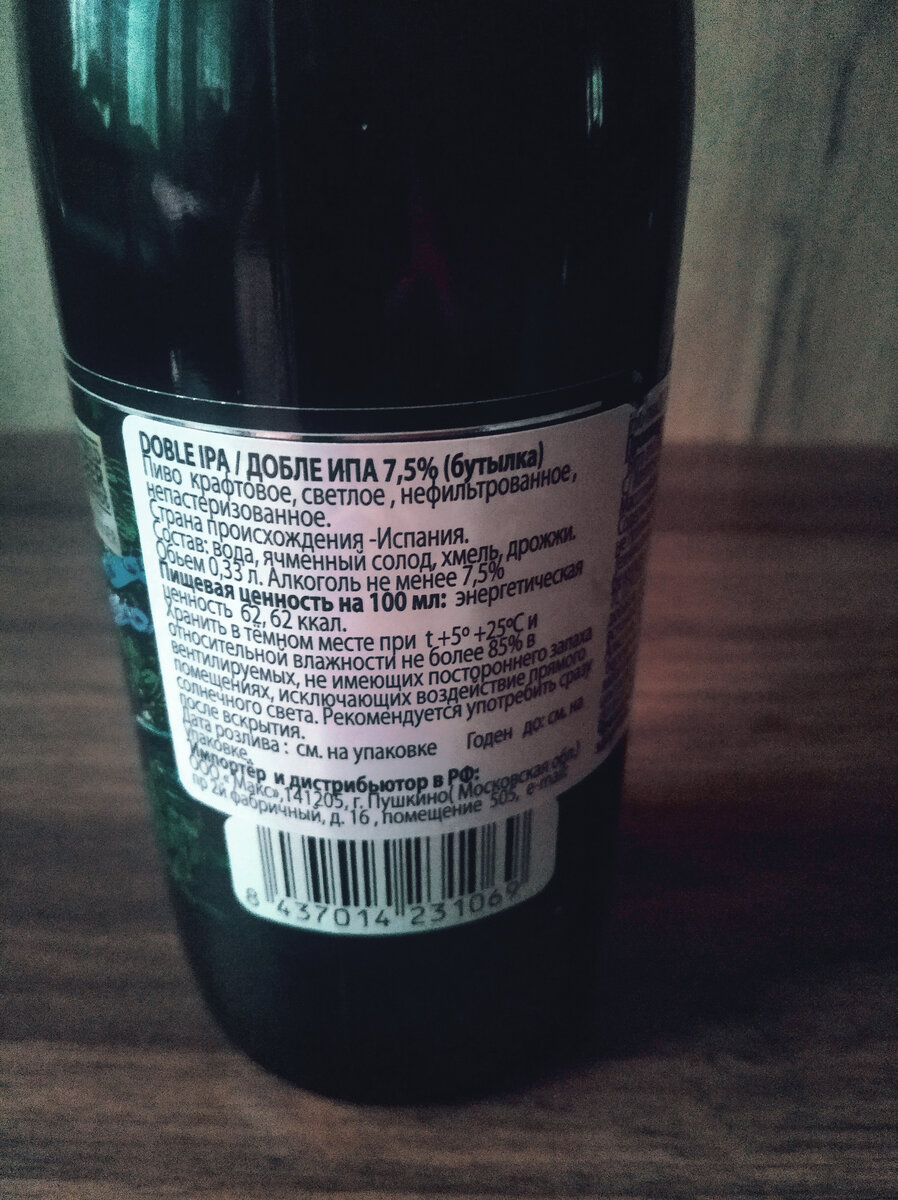 DOBLE IPA / ДОБЛЕ ИПА 7,5% (бутылка)
Пиво крафтовое, светлое, нефильтрованное,
непастеризованное.
Страна происхождения -Испания.
Состав: вода, ячменный солод, хмель, дрожжи.
Объем 0,33 л. Алкоголь не менее 7,5%
Пищевая ценность на 100 мл: энергетическая
ценность 62, 62 ккал.
Хранить в тёмном месте при t +5° +25°С и
относительной влажности не более 85% в
вентилируемых, не имеющих постороннего запаха
помещениях, исключающих воздействие прямого
солнечного света. Рекомендуется употребить сразу
после вскрытия.
Дата розлива: см. на упаковке Годен до: см. на
упаковке.
Импортёр и дистрибьютор в РФ:
ООО «Макс», 141205, г. Пушкино( Московская обл.)
пр 2й фабричный, д. 16 , помещение 505, e-mail:
8 437014 231069